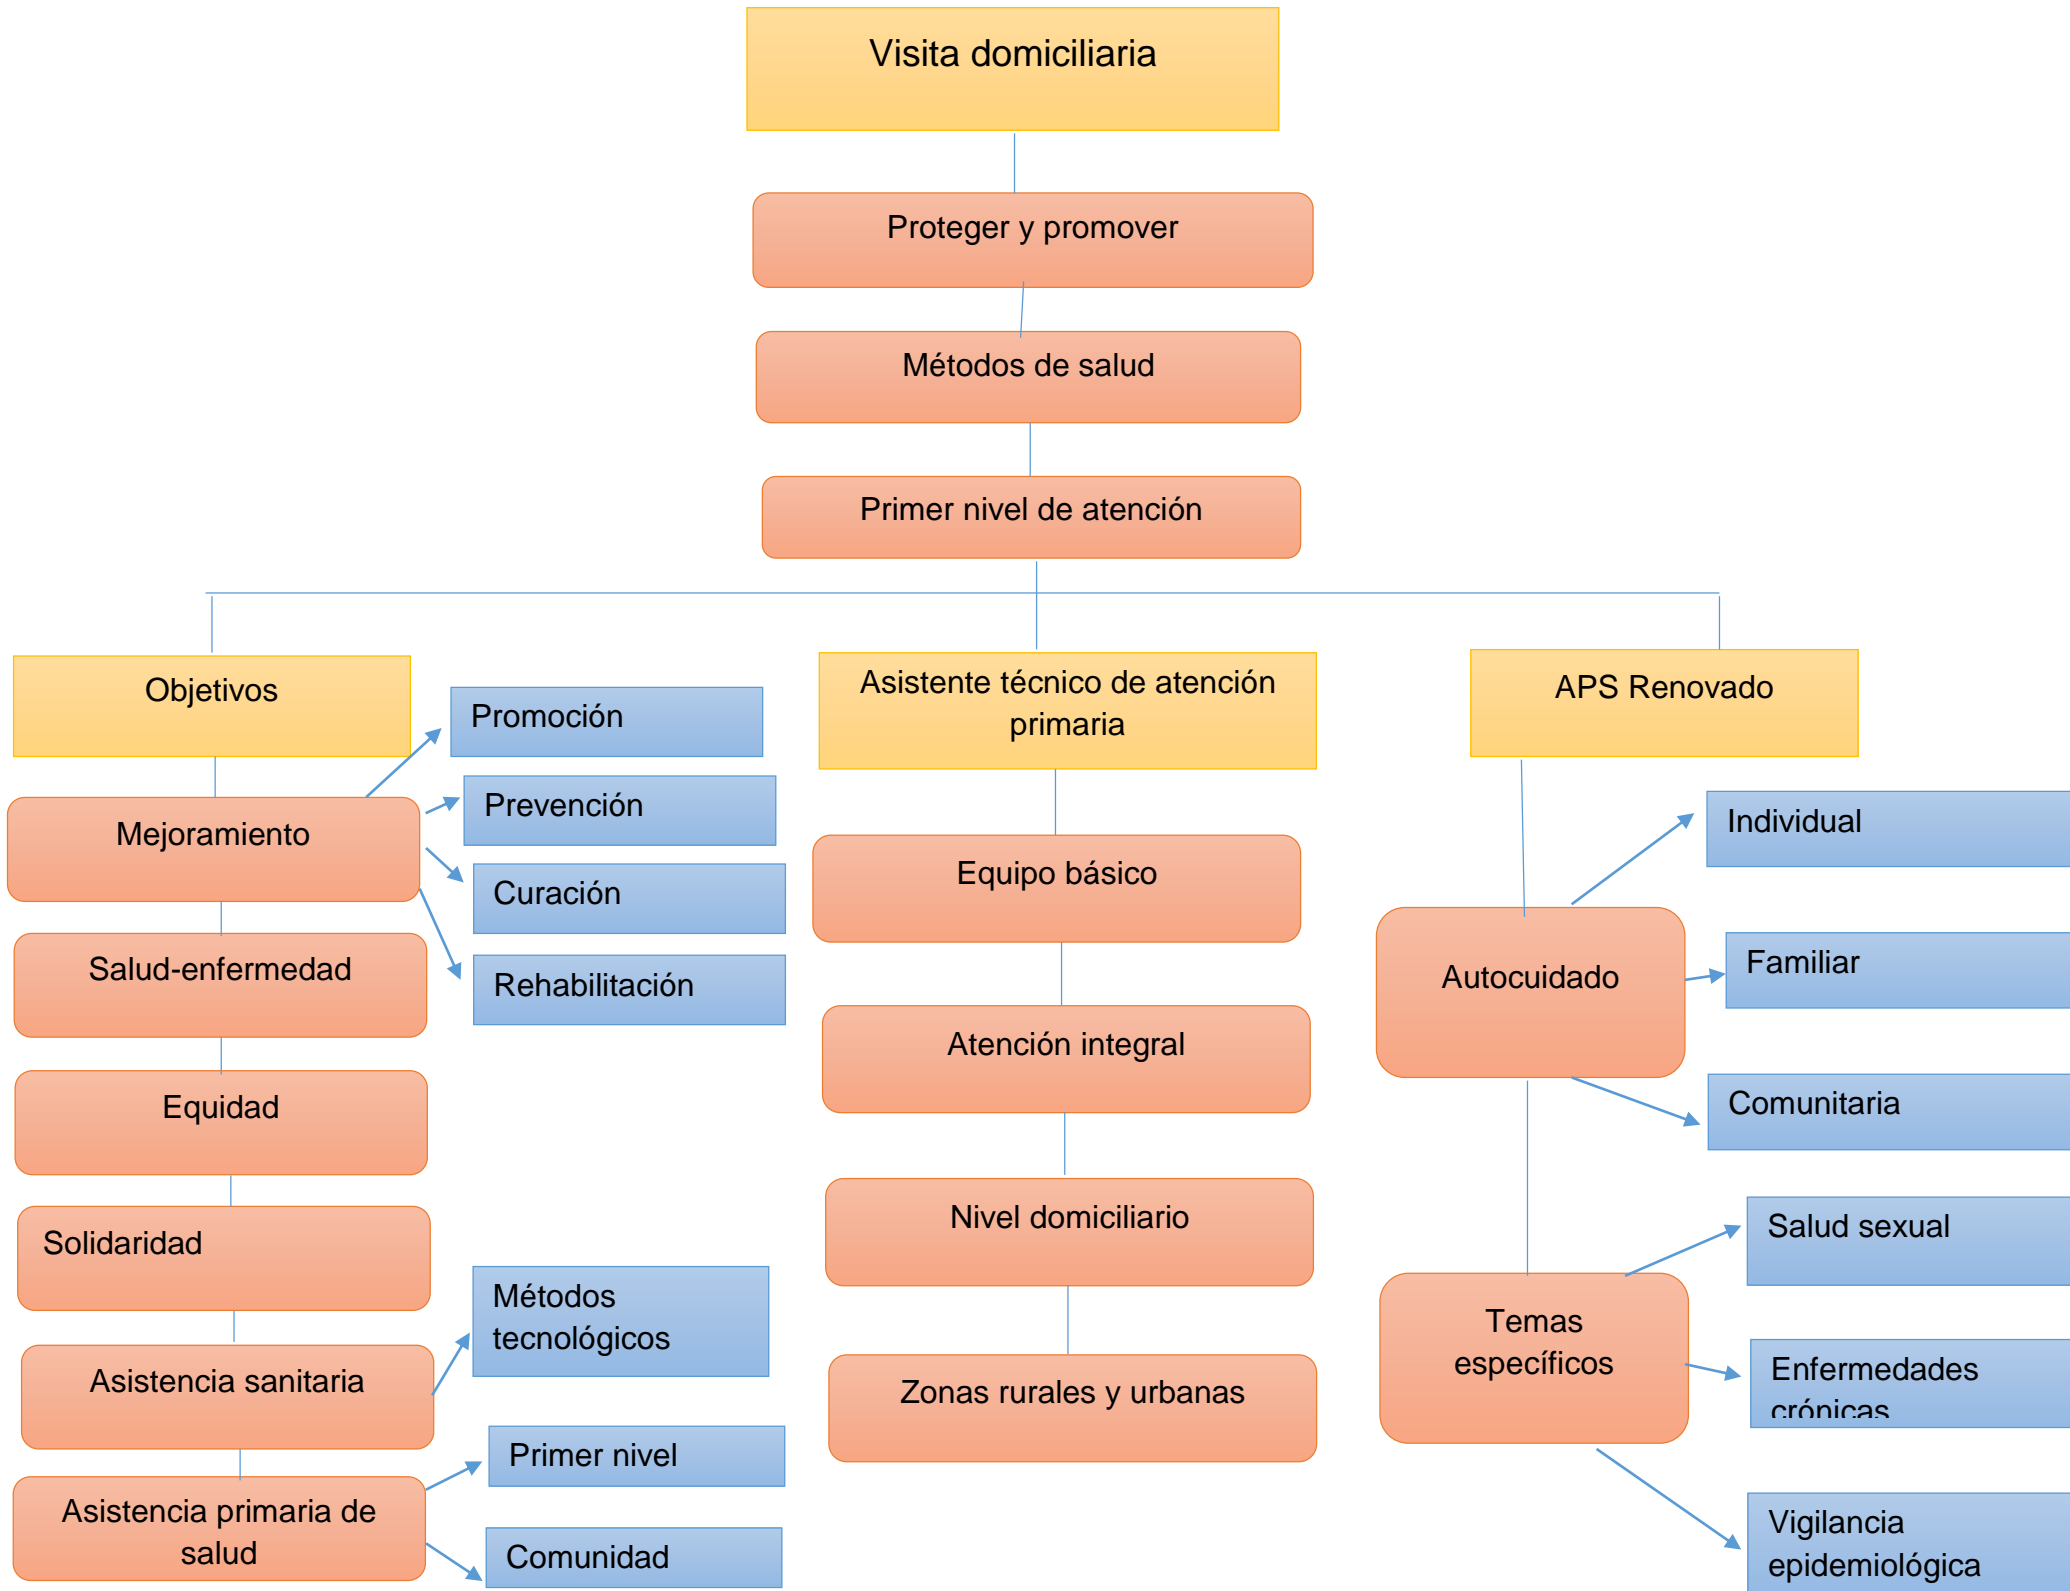 Visita domiciliaria
Proteger y promover
Métodos de salud
Primer nivel de atención
Objetivos
Mejoramiento
Promoción
Prevención
Curación
Rehabilitación
Salud-enfermedad
Equidad
Solidaridad
Asistencia sanitaria
Métodos
tecnológicos
Asistencia primaria de
salud
Primer nivel
Comunidad
Asistente técnico de atención
primaria
Equipo básico
Atención integral
Nivel domiciliario
Zonas rurales y urbanas
APS Renovado
Autocuidado
Individual
Familiar
Comunitaria
Temas
específicos
Salud sexual
Enfermedades
crónicas
Vigilancia
epidemiológica